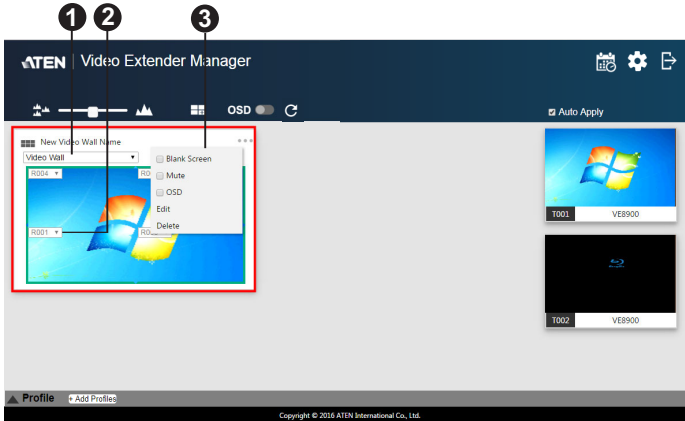 1 2 3
ATEN Video Extender Manager
OSD
Auto Apply
New Video Wall Name
Video Wall
Blank Screen
Mute
OSD
Edit
Delete
R004
R001
T001 VE8900
T002 VE8900
Profile + Add Profiles
Copyright © 2016 ATEN International Co., Ltd.